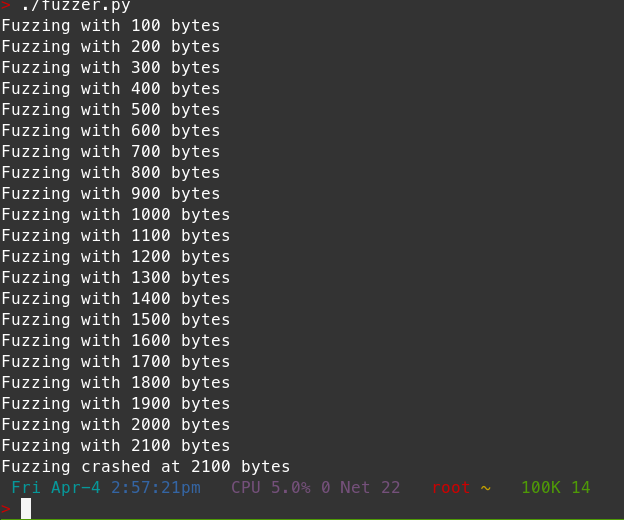 > ./fuzzer.py
Fuzzing with 100 bytes
Fuzzing with 200 bytes
Fuzzing with 300 bytes
Fuzzing with 400 bytes
Fuzzing with 500 bytes
Fuzzing with 600 bytes
Fuzzing with 700 bytes
Fuzzing with 800 bytes
Fuzzing with 900 bytes
Fuzzing with 1000 bytes
Fuzzing with 1100 bytes
Fuzzing with 1200 bytes
Fuzzing with 1300 bytes
Fuzzing with 1400 bytes
Fuzzing with 1500 bytes
Fuzzing with 1600 bytes
Fuzzing with 1700 bytes
Fuzzing with 1800 bytes
Fuzzing with 1900 bytes
Fuzzing with 2000 bytes
Fuzzing with 2100 bytes
Fuzzing crashed at 2100 bytes
Fri Apr-4 2:57:21pm CPU 5.0% 0 Net 22 root ~ 100K 14
>